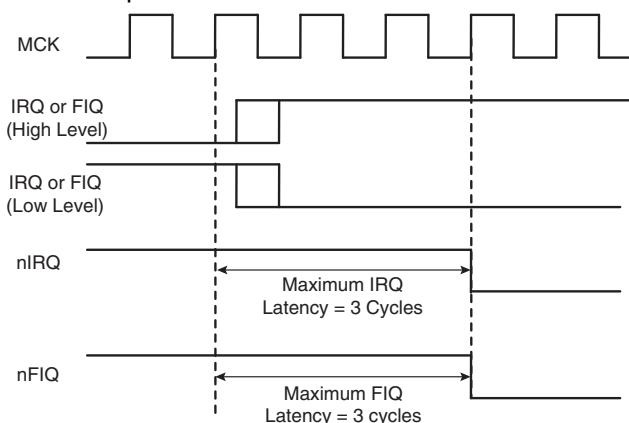 MCK
IRQ or FIQ
(High Level)
IRQ or FIQ
(Low Level)
nIRQ
Maximum IRQ
Latency = 3 Cycles
nFIQ
Maximum FIQ
Latency = 3 cycles